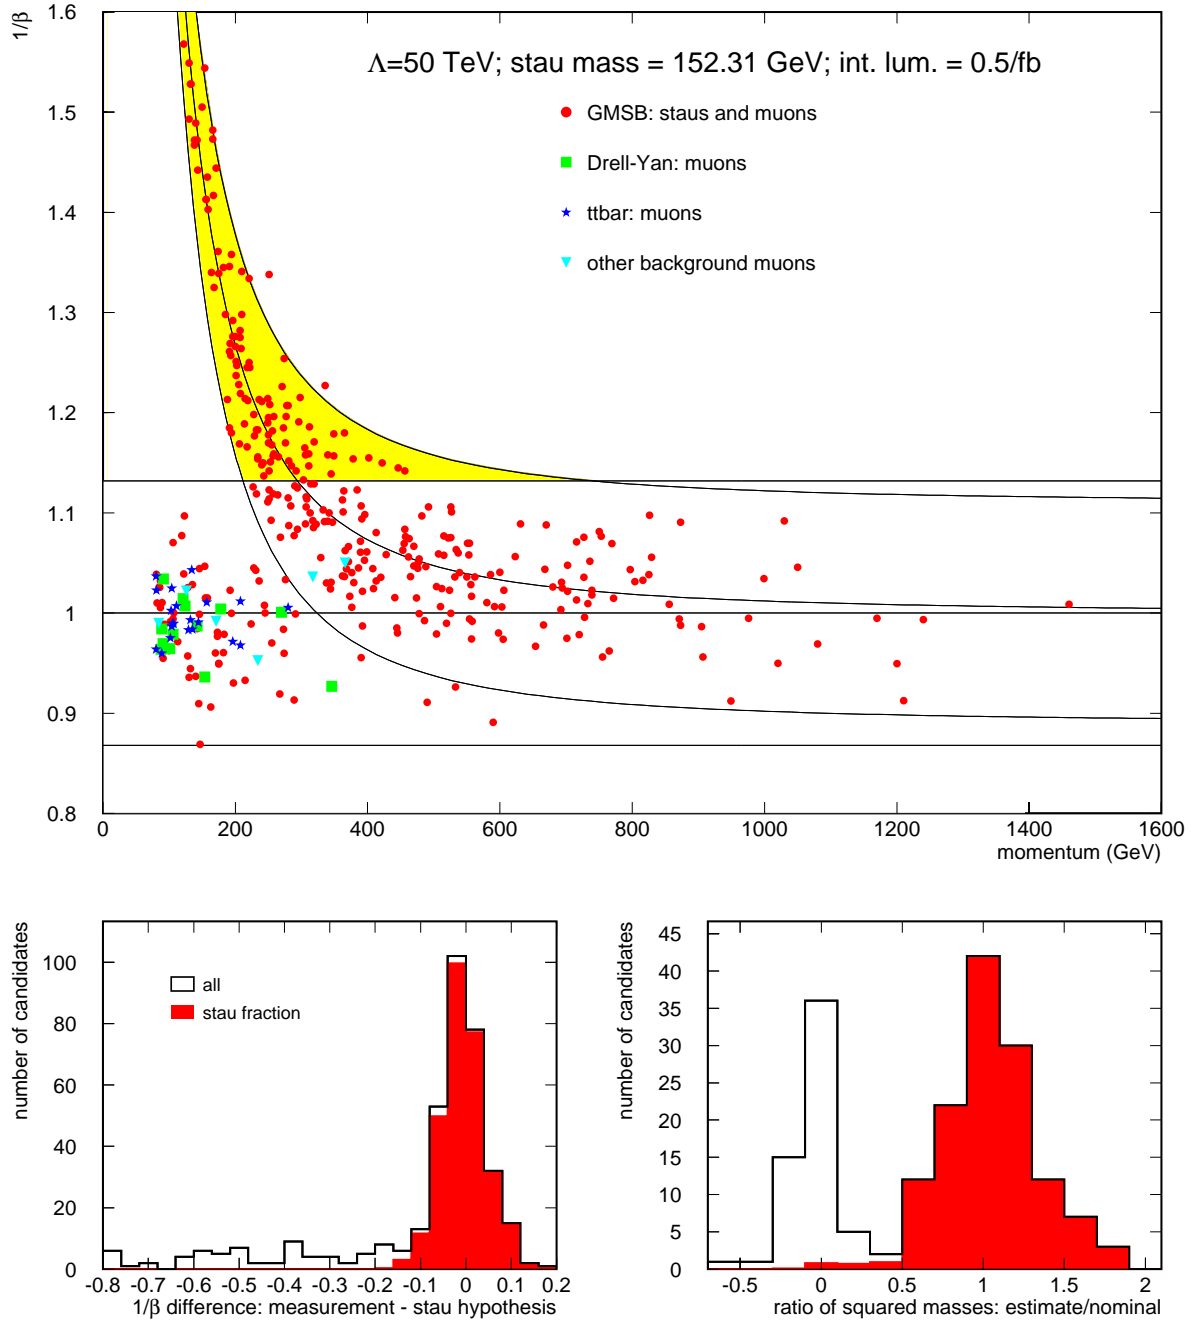 1/β
1.6
1.5
1.4
1.3
1.2
1.1
1
0.9
0.8
Λ=50 TeV; stau mass = 152.31 GeV; int. lum. = 0.5/fb
GMSB: staus and muons
Drell-Yan: muons
ttbar: muons
other background muons
0 200 400 600 800 1000 1200 1400 1600
momentum (GeV)
number of candidates
100
80
60
40
20
0
all
stau fraction
-0.8 -0.7 -0.6 -0.5 -0.4 -0.3 -0.2 -0.1 0 0.1 0.2
1/β difference: measurement - stau hypothesis
number of candidates
45
40
35
30
25
20
15
10
5
0
-0.5 0 0.5 1 1.5 2
ratio of squared masses: estimate/nominal